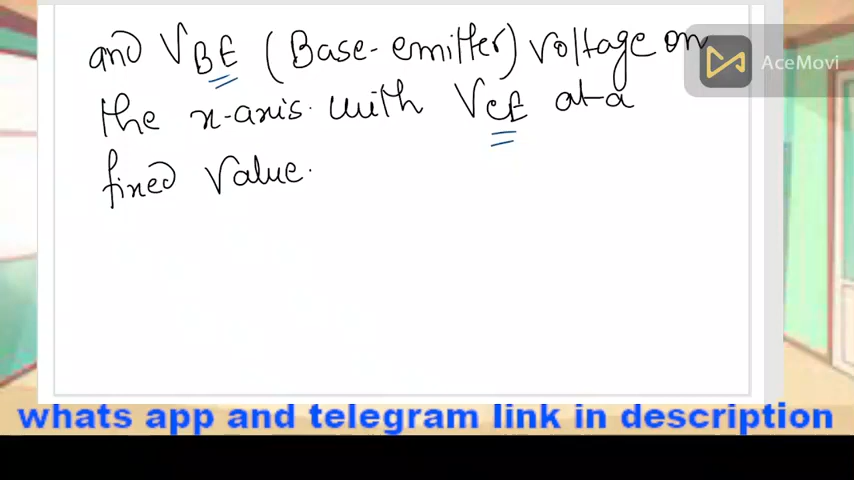 and VBE (Base-emitter) Voltage on
AceMovi
the x-axis. with VCE at a
fixed Value.
whats app and telegram link in description